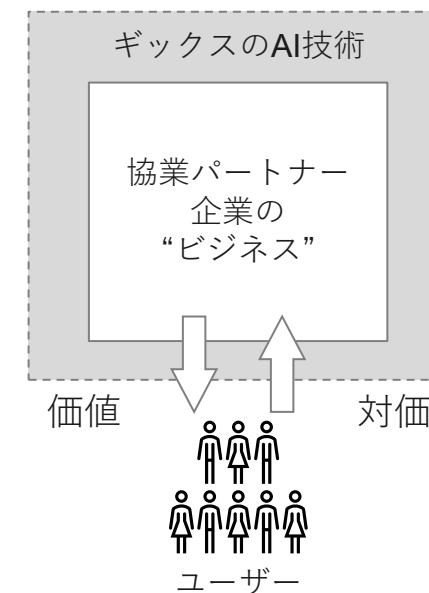 ギックスのAI技術
協業パートナー
企業の
“ビジネス”
価値
対価
ユーザー